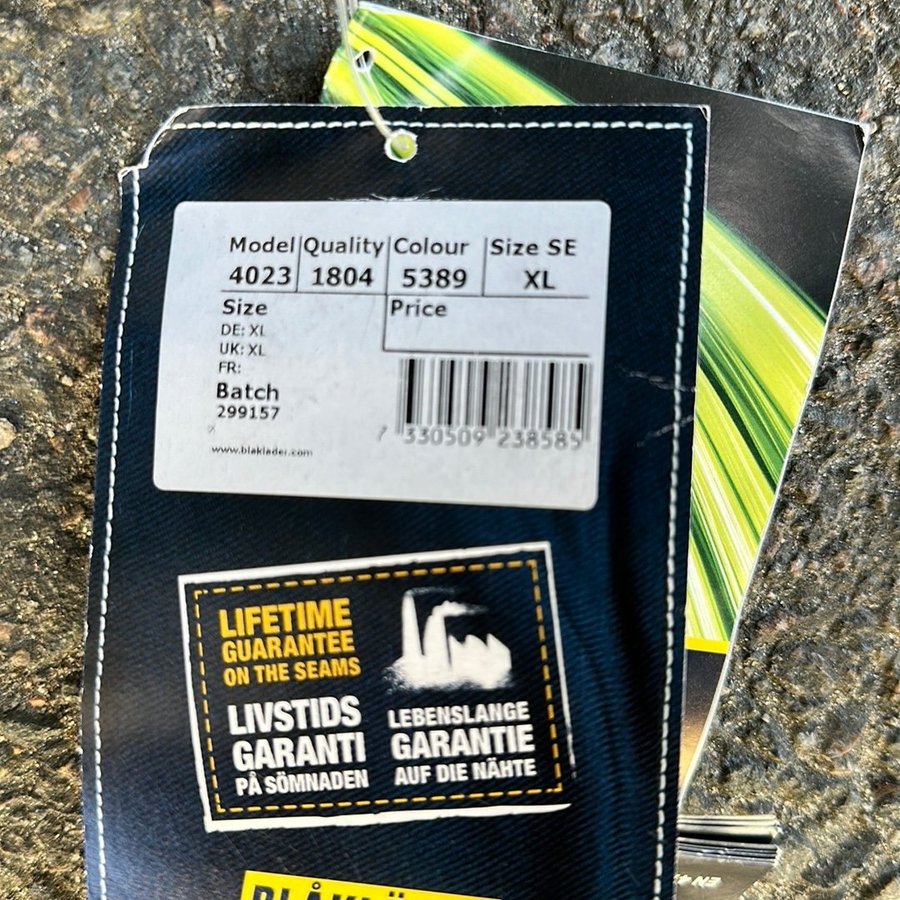 Model Quality Colour Size SE
4023 1804 5389 XL
Size Price
DE: XL
UK: XL
FR:
Batch
299157
7 330509 238585
www.blaklader.com
LIFETIME
GUARANTEE
ON THE SEAMS
LIVSTIDS
GARANTI
PÅ SÖMNADEN
LEBENSLANGE
GARANTIE
AUF DIE NÄHTE
EN